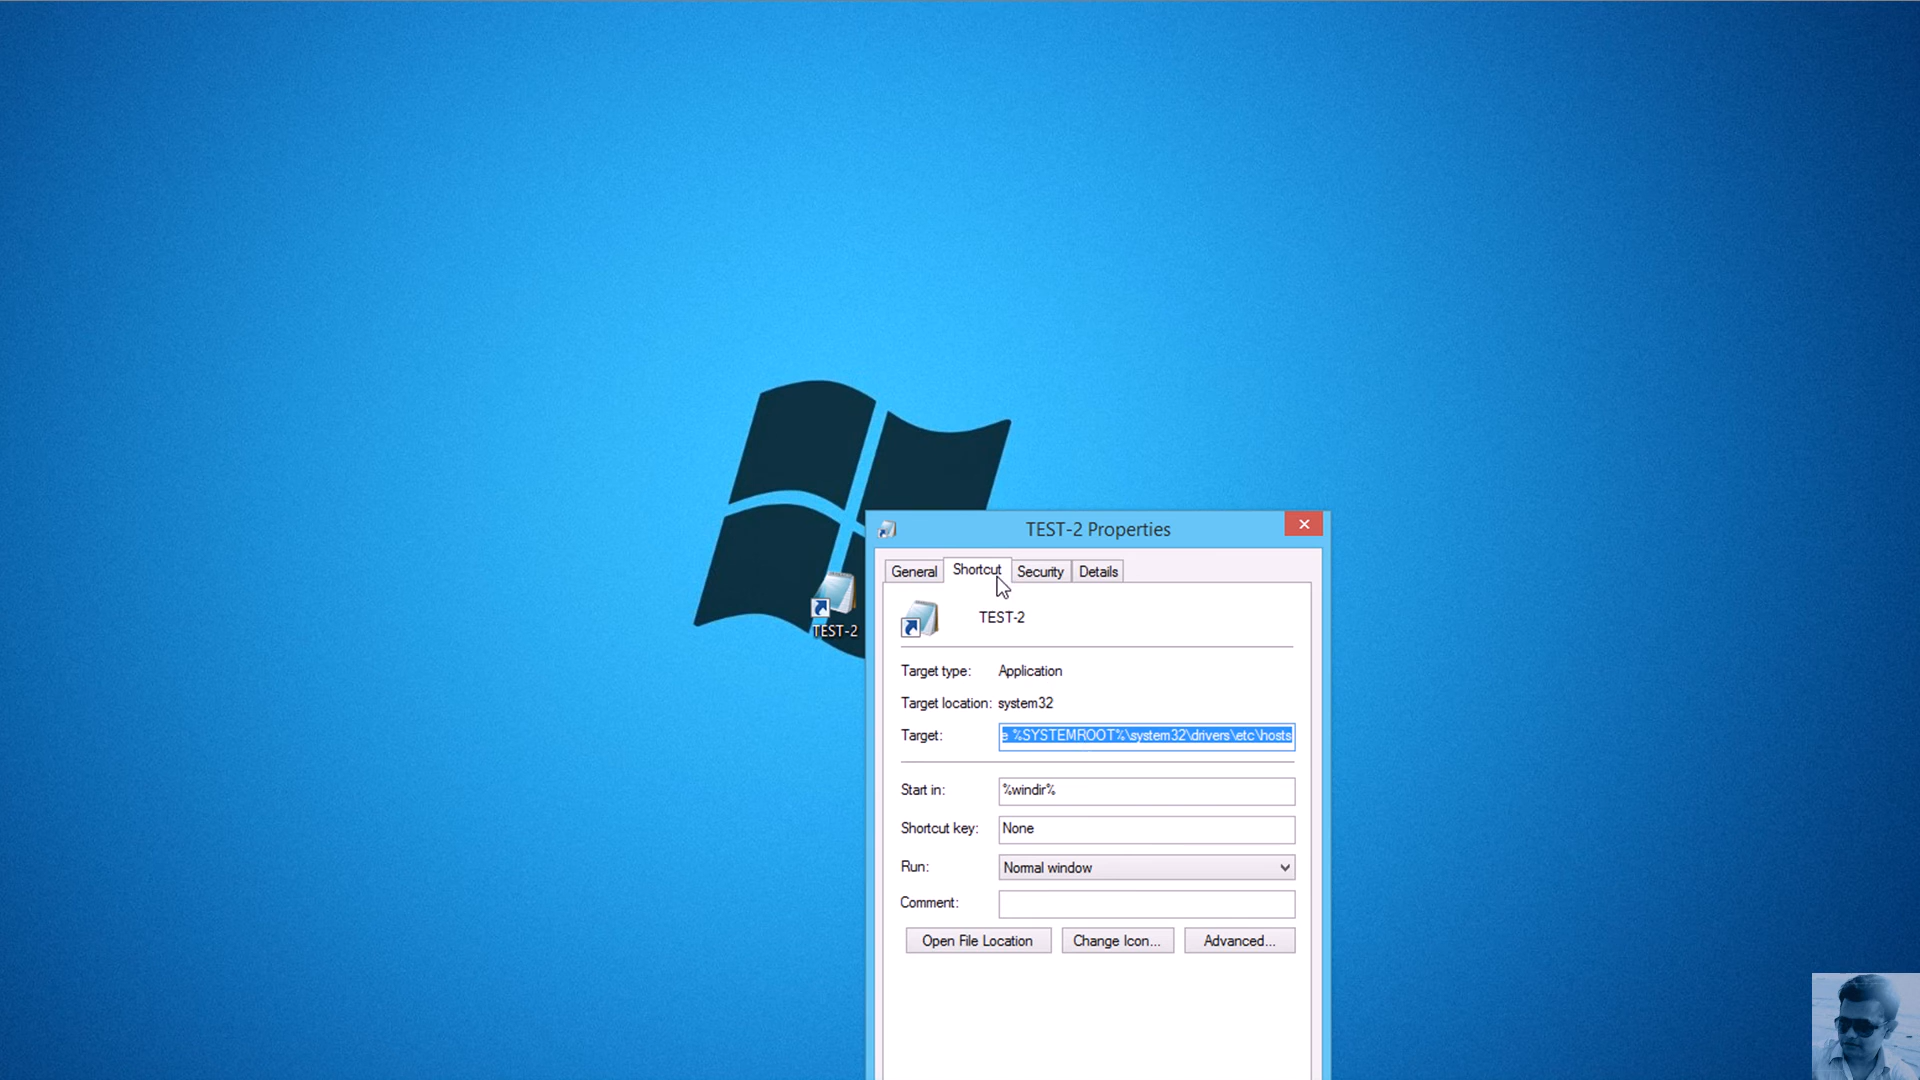 TEST-2
TEST-2 Properties
General Shortcut Security Details
TEST-2
Target type: Application
Target location: system32
Target: e %SYSTEMROOT%\system32\drivers\etc\hosts
Start in: %windir%
Shortcut key: None
Run: Normal window
Comment:
Open File Location Change Icon... Advanced...